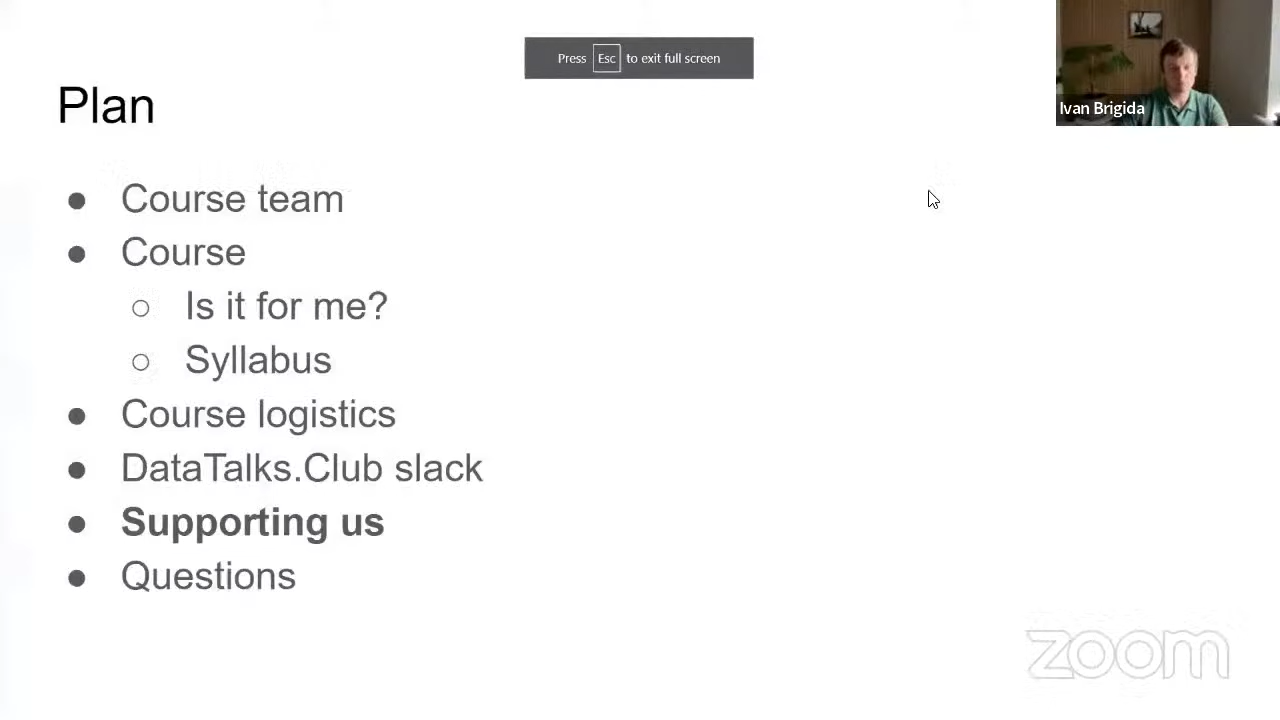 Press Esc to exit full screen
Ivan Brigida
Plan
● Course team
● Course
○ Is it for me?
○ Syllabus
● Course logistics
● DataTalks.Club slack
● Supporting us
● Questions
zoom